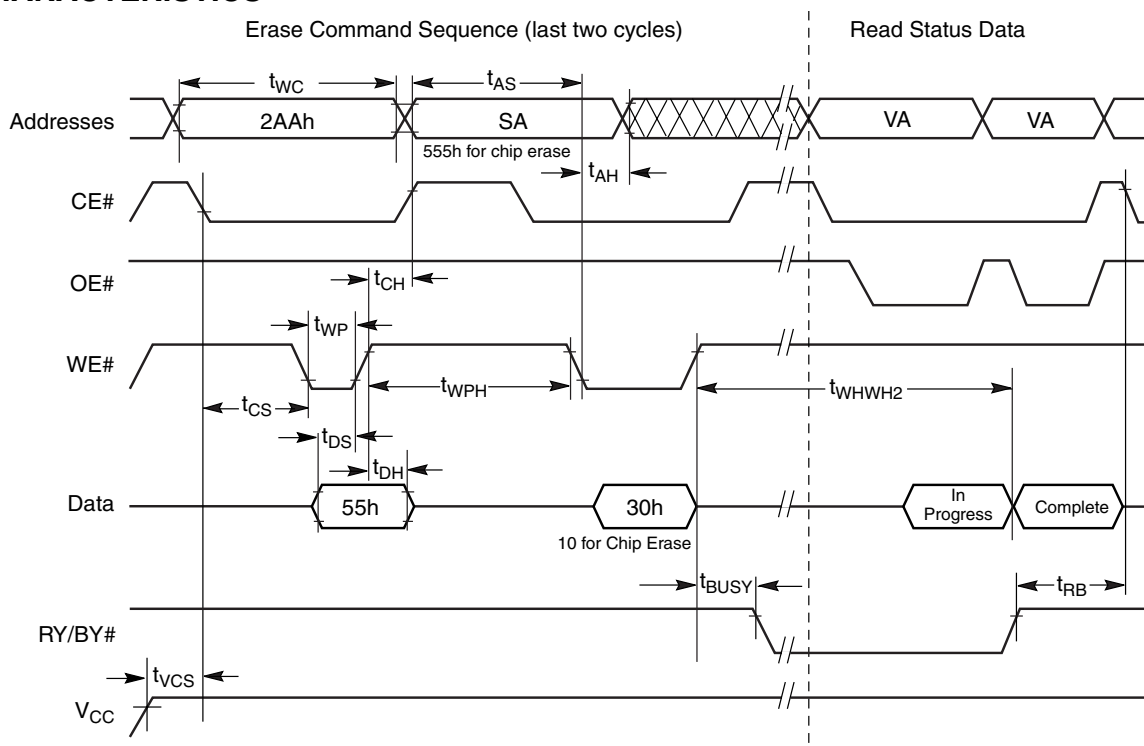 Erase Command Sequence (last two cycles) Read Status Data
tWC tAS
Addresses 2AAh SA VA VA
555h for chip erase
tAH
CE#
OE#
tCH
tWP
WE#
tWPH tWHWH2
tCS
tDS
tDH
Data 55h 30h In Progress Complete
10 for Chip Erase
tBUSY tRB
RY/BY#
tVCS
VCC